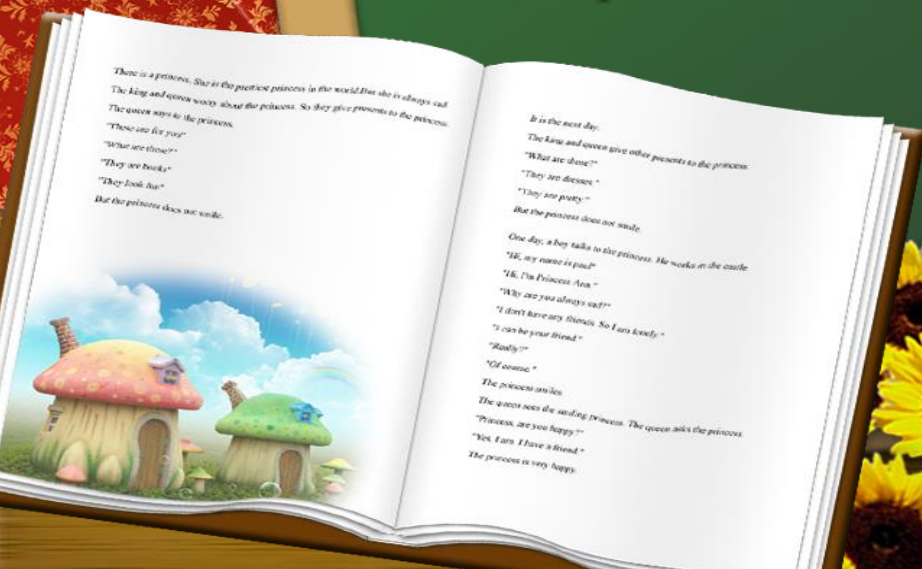 There is a princess. She is the prettiest princess in the world.But she is always sad.
The king and queen worry about the princess. So they give presents to the princess.
The queen says to the princess.
"These are for you!"
"What are these?"
"They are books"
"They look fun"
But the princess does not smile.
It is the next day.
The king and queen give other presents to the princess.
"What are those?"
"They are dresses."
"They are pretty."
But the princess does not smile.
One day, a boy talks to the princess. He works in the castle.
"Hi, my name is paul"
"Hi, I'm Princess Ann."
"Why are you always sad?"
"I don't have any friends. So I am lonely."
"I can be your friend."
"Really?"
"Of course."
The princess smiles.
The queen sees the smiling princess. The queen asks the princess.
"Princess, are you happy?"
"Yes, I am. I have a friend."
The princess is very happy.